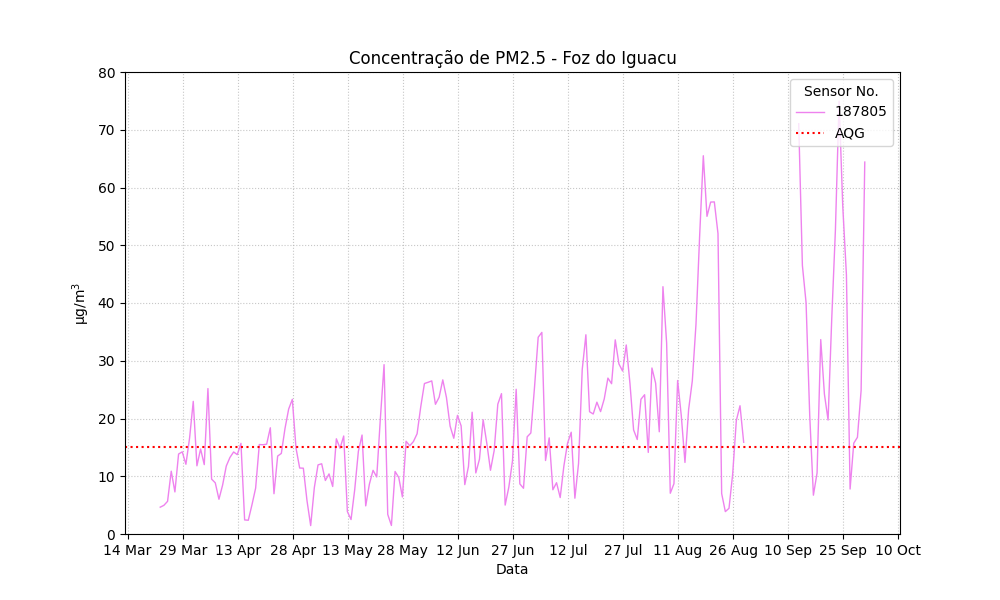 Concentração de PM2.5 - Foz do Iguacu
80
70
60
50
40
30
20
10
0
µg/m³
Sensor No.
187805
AQG
14 Mar 29 Mar 13 Apr 28 Apr 13 May 28 May 12 Jun 27 Jun 12 Jul 27 Jul 11 Aug 26 Aug 10 Sep 25 Sep 10 Oct
Data